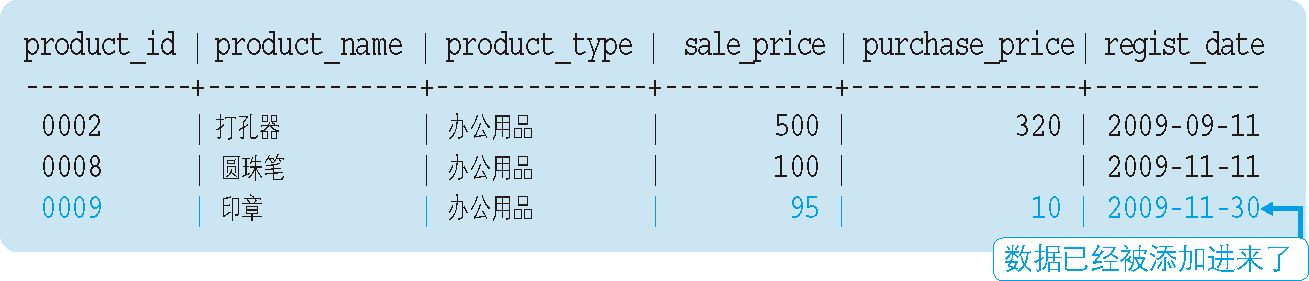 product_id | product_name | product_type | sale_price | purchase_price | regist_date
-----------+--------------+--------------+------------+----------------+-----------
0002 | 打孔器 | 办公用品 | 500 | 320 | 2009-09-11
0008 | 圆珠笔 | 办公用品 | 100 | | 2009-11-11
0009 | 印章 | 办公用品 | 95 | 10 | 2009-11-30
数据已经被添加进来了